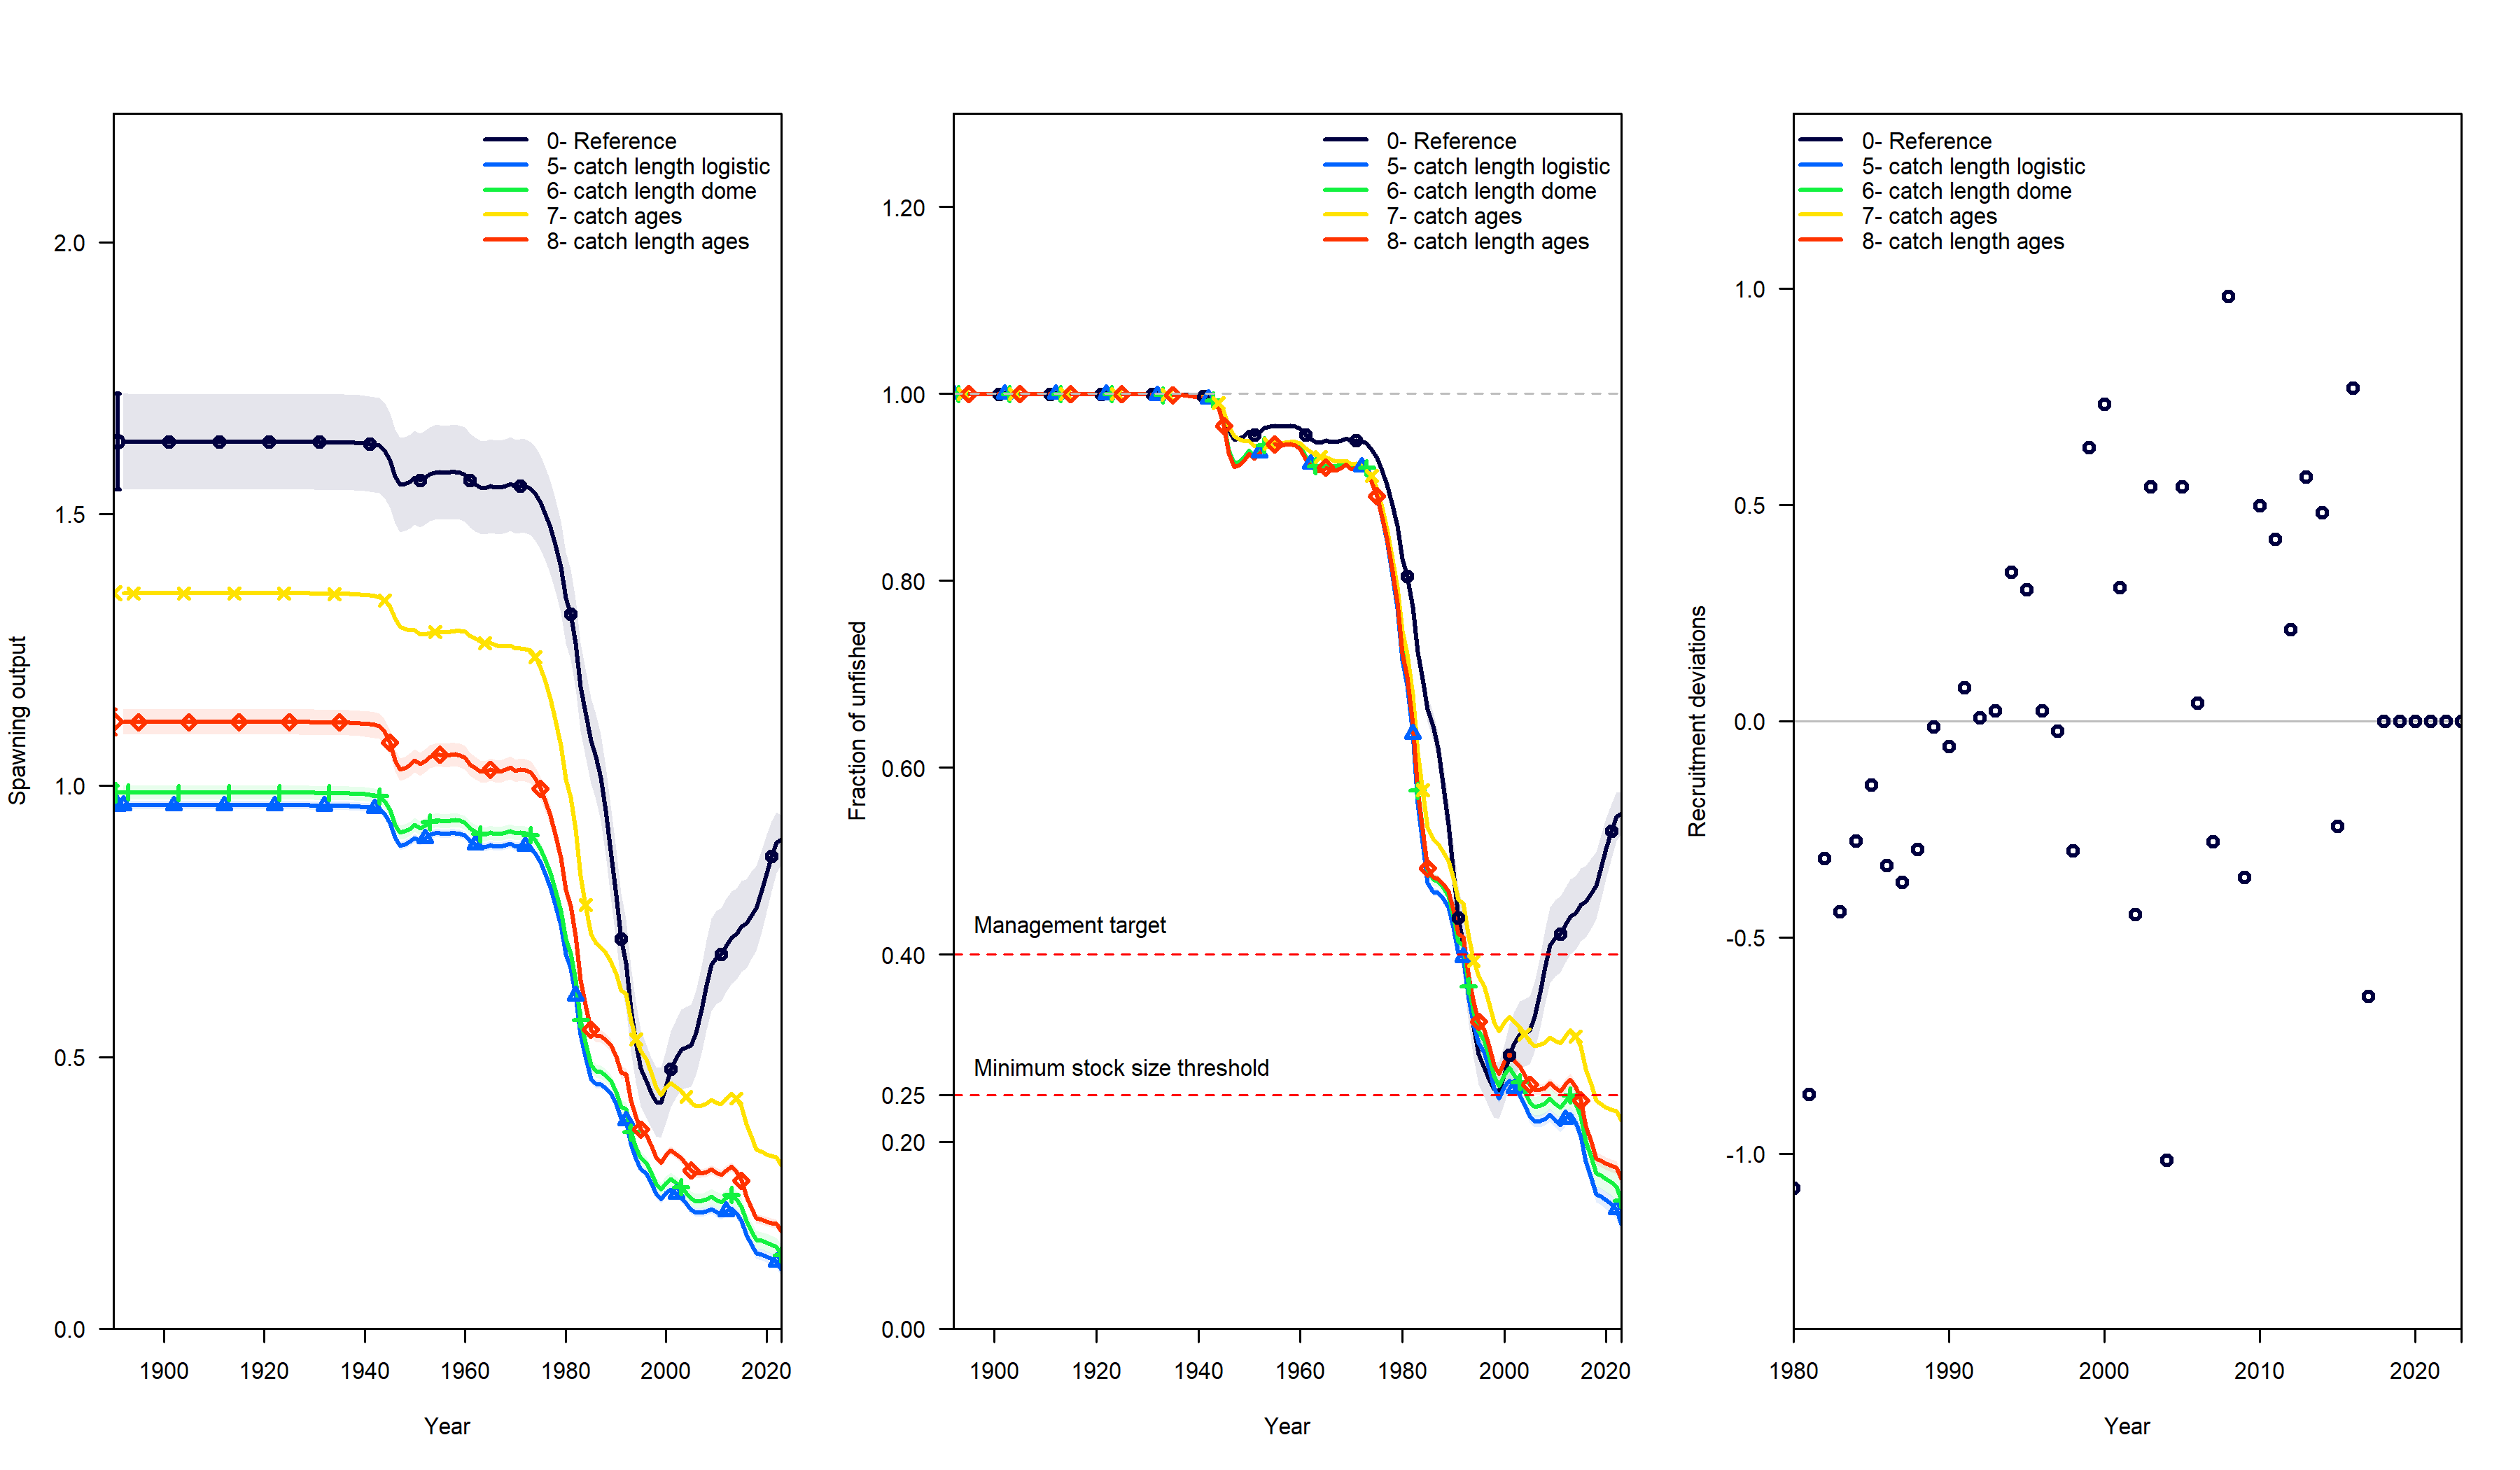 Spawning output
2.0
1.5
1.0
0.5
0.0
0- Reference
5- catch length logistic
6- catch length dome
7- catch ages
8- catch length ages
1900 1920 1940 1960 1980 2000 2020
Year
Fraction of unfished
1.20
1.00
0.80
0.60
0.40
0.25
0.20
0.00
0- Reference
5- catch length logistic
6- catch length dome
7- catch ages
8- catch length ages
Management target
Minimum stock size threshold
1900 1920 1940 1960 1980 2000 2020
Year
Recruitment deviations
1.0
0.5
0.0
-0.5
-1.0
0- Reference
5- catch length logistic
6- catch length dome
7- catch ages
8- catch length ages
1980 1990 2000 2010 2020
Year